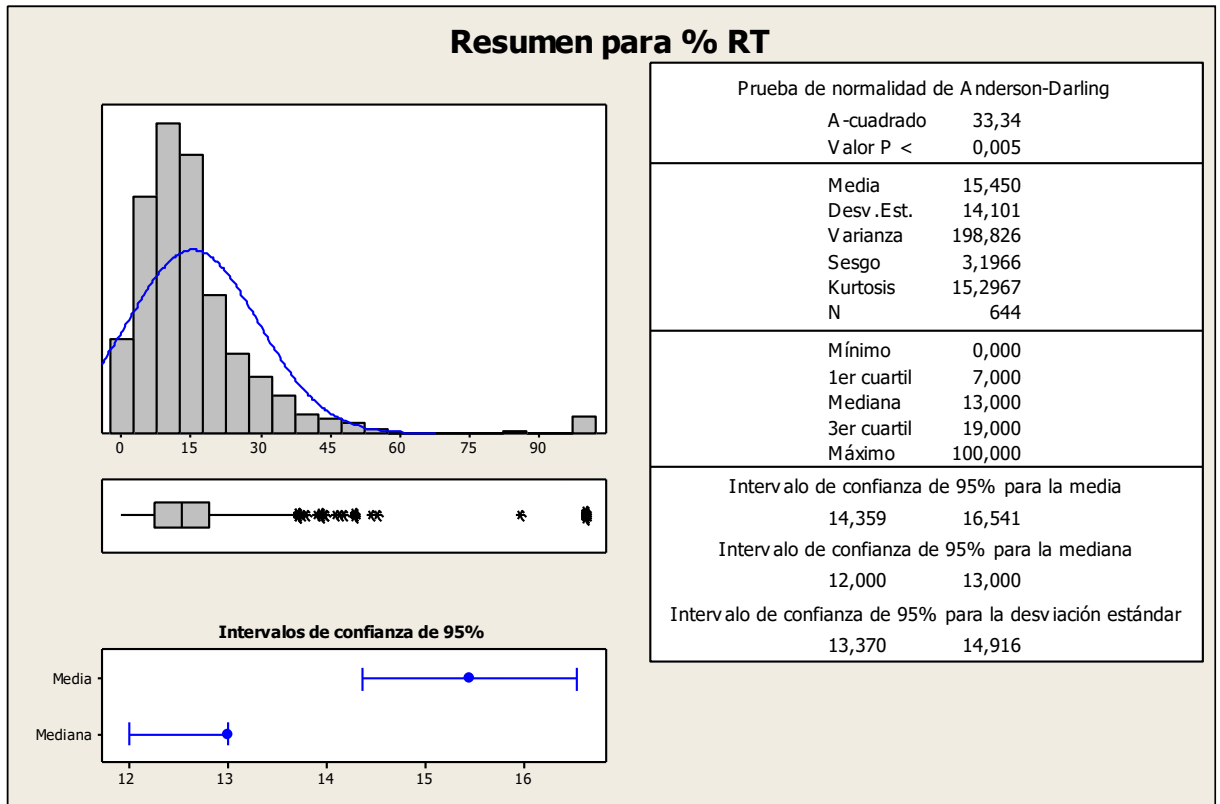 Resumen para % RT
0 15 30 45 60 75 90
Intervalos de confianza de 95%
Media
Mediana
12 13 14 15 16
Prueba de normalidad de Anderson-Darling
A-cuadrado 33,34
Valor P < 0,005
Media 15,450
Desv.Est. 14,101
Varianza 198,826
Sesgo 3,1966
Kurtosis 15,2967
N 644
Mínimo 0,000
1er cuartil 7,000
Mediana 13,000
3er cuartil 19,000
Máximo 100,000
Intervalo de confianza de 95% para la media
14,359 16,541
Intervalo de confianza de 95% para la mediana
12,000 13,000
Intervalo de confianza de 95% para la desviación estándar
13,370 14,916